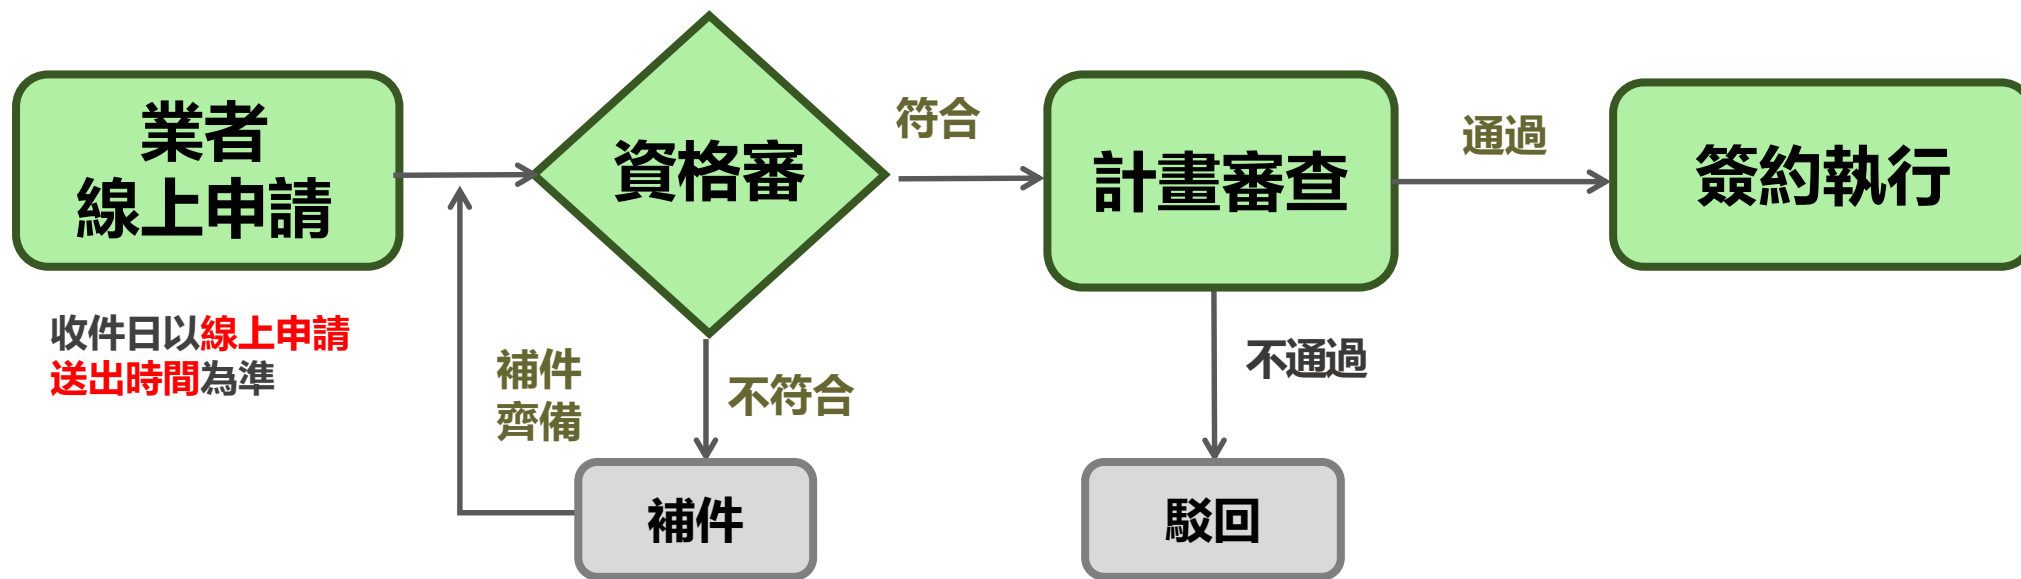 業者
線上申請
收件日以線上申請
送出時間為準
資格審
符合
不符合
補件
齊備
補件
計畫審查
通過
不通過
駁回
簽約執行